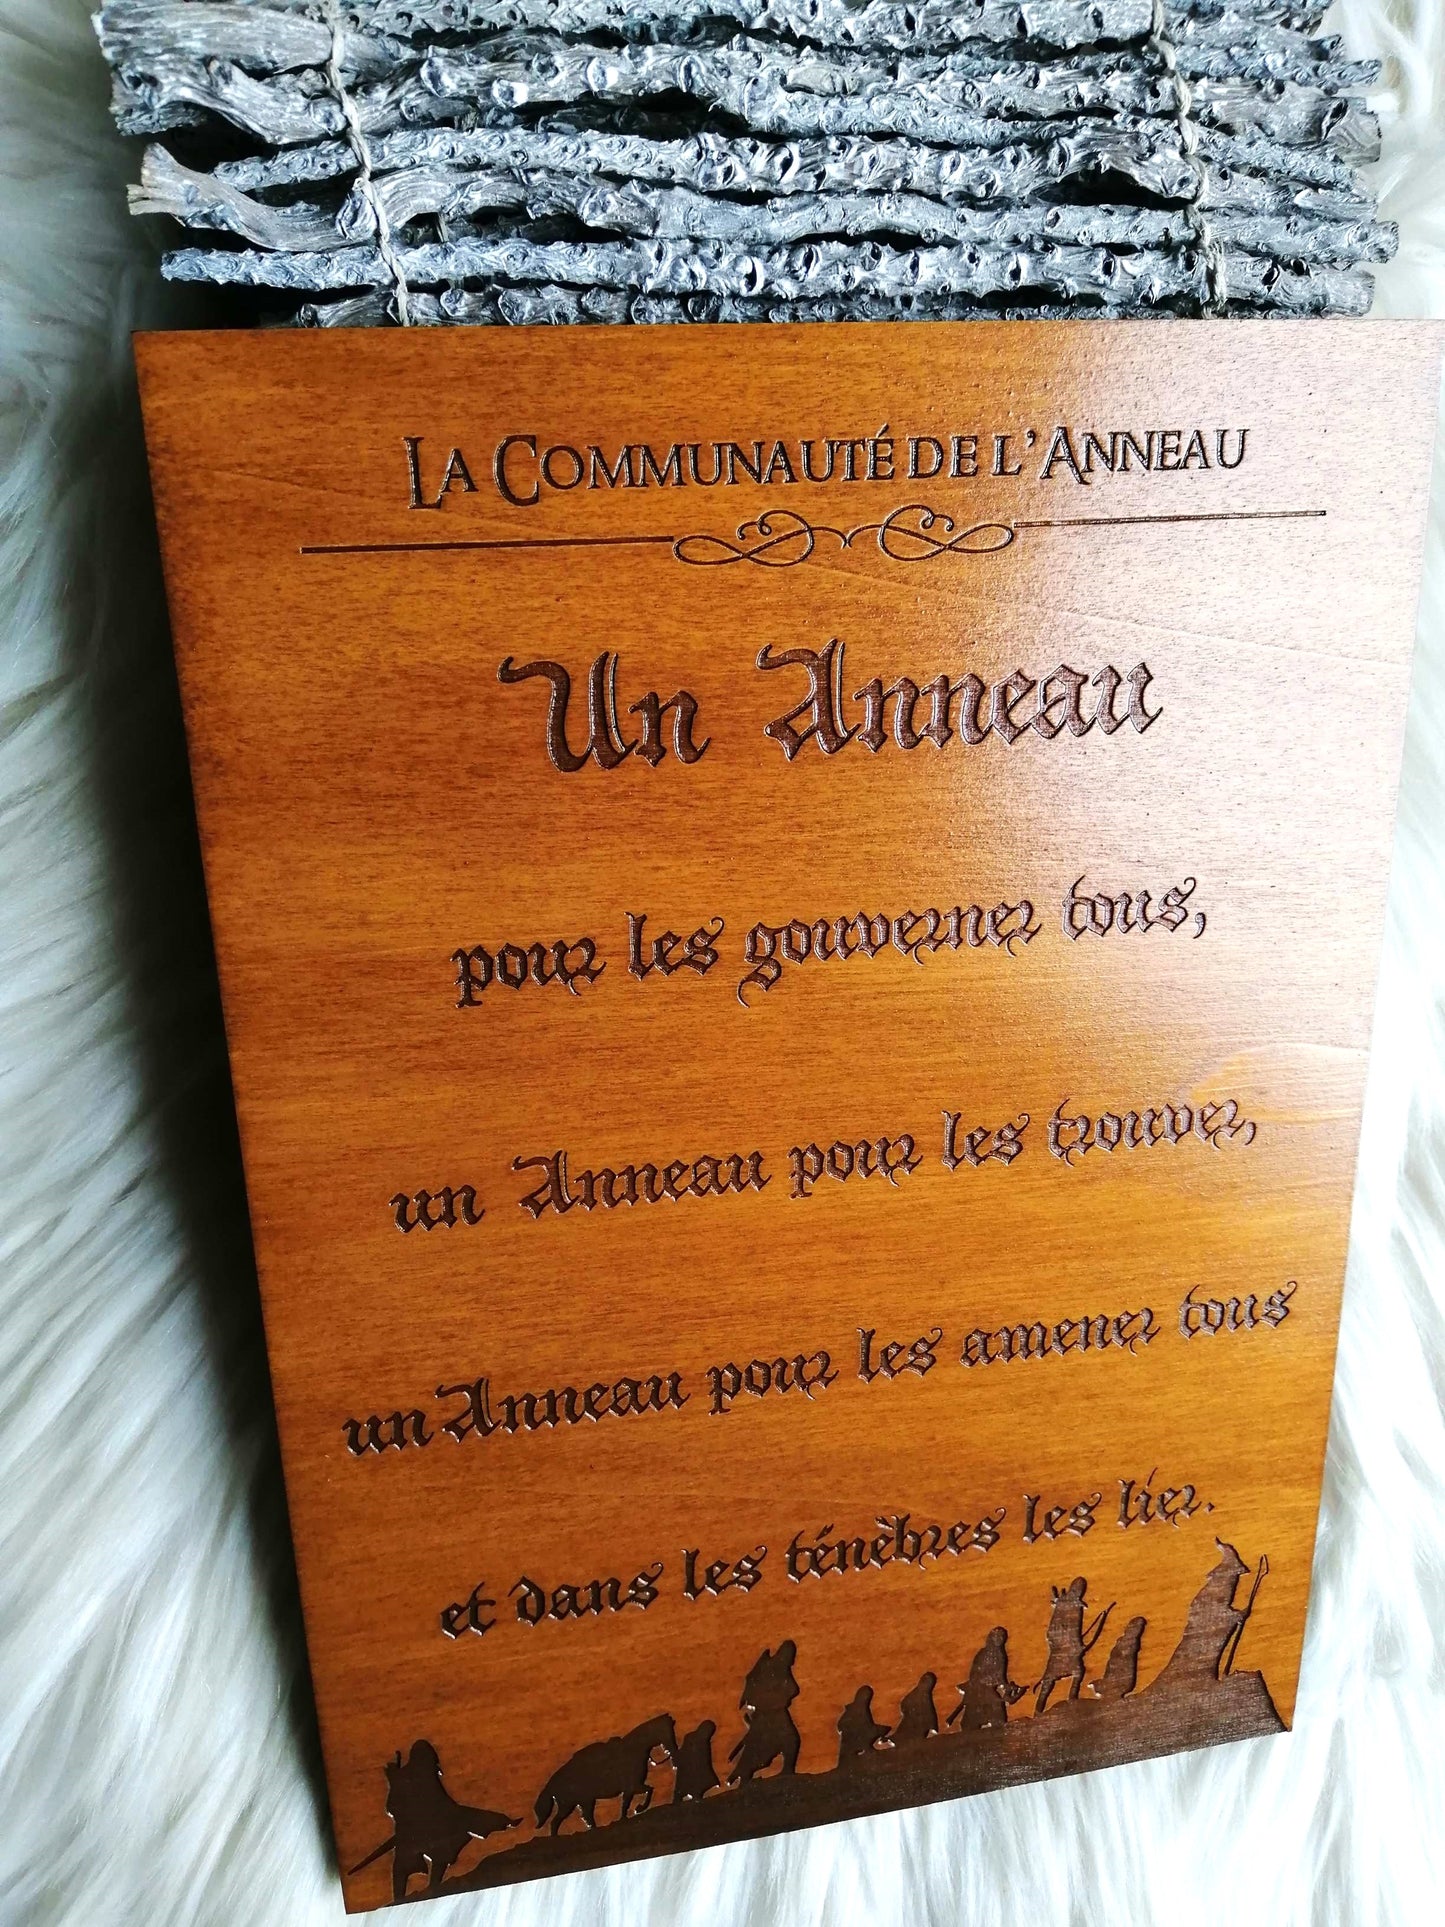 La Communauté de l'Anneau
Un Anneau
pour les gouverner tous,
un Anneau pour les trouver,
un Anneau pour les amener tous
et dans les ténèbres les lier.